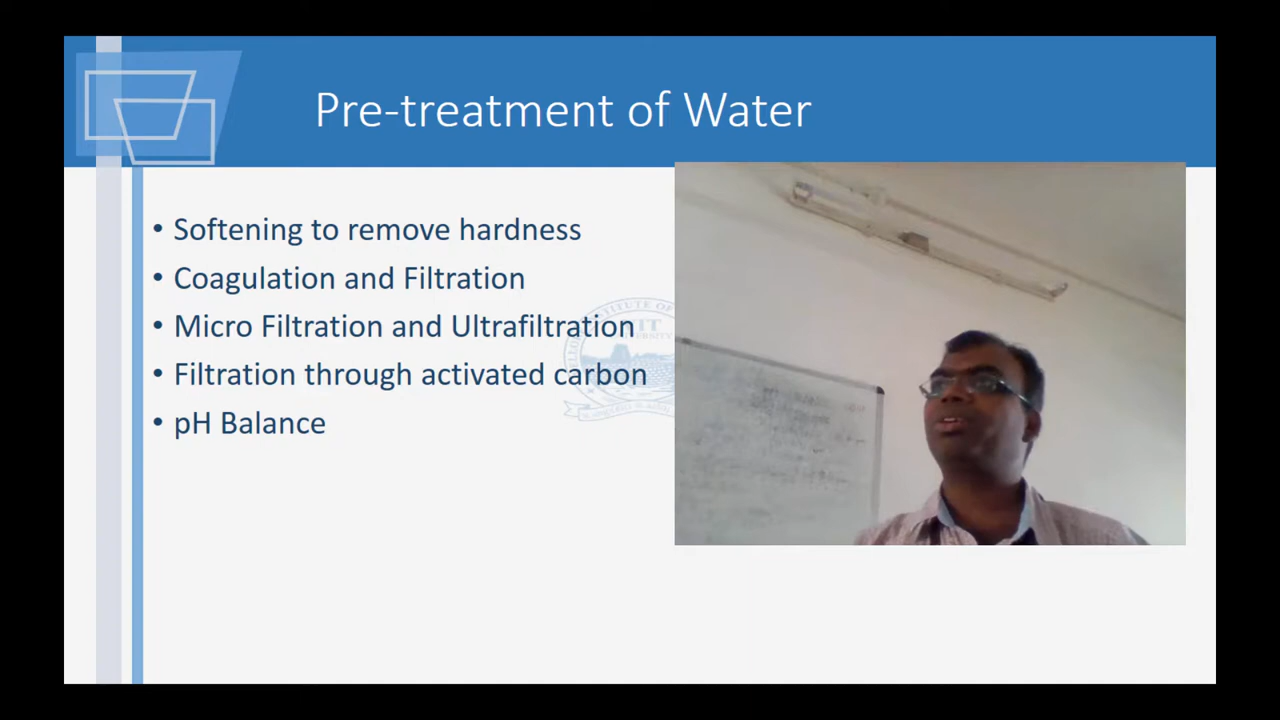 Pre-treatment of Water
• Softening to remove hardness
• Coagulation and Filtration
• Micro Filtration and Ultrafiltration
• Filtration through activated carbon
• pH Balance